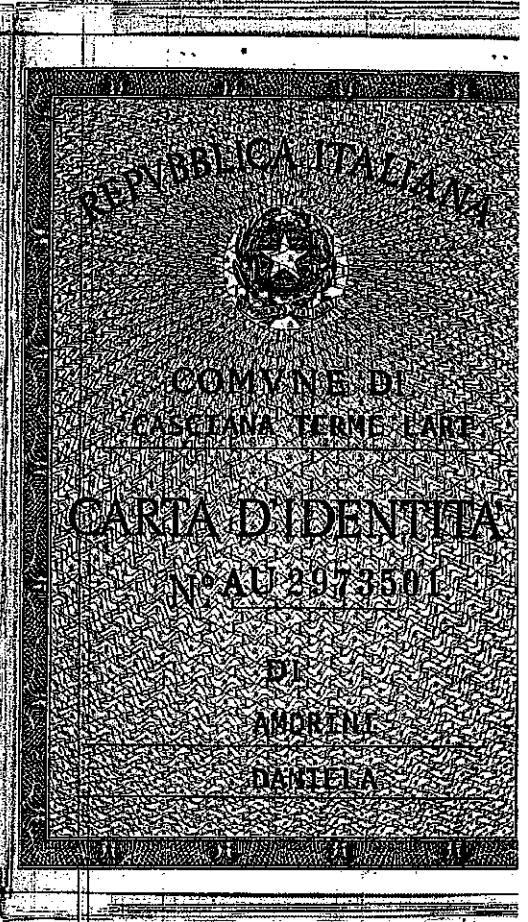 REPVBBLICA ITALIANA
COMVNE DI
CASCIANA TERME LARI
CARTA D'IDENTITA'
N° AU 2973501
DI
DANIELA